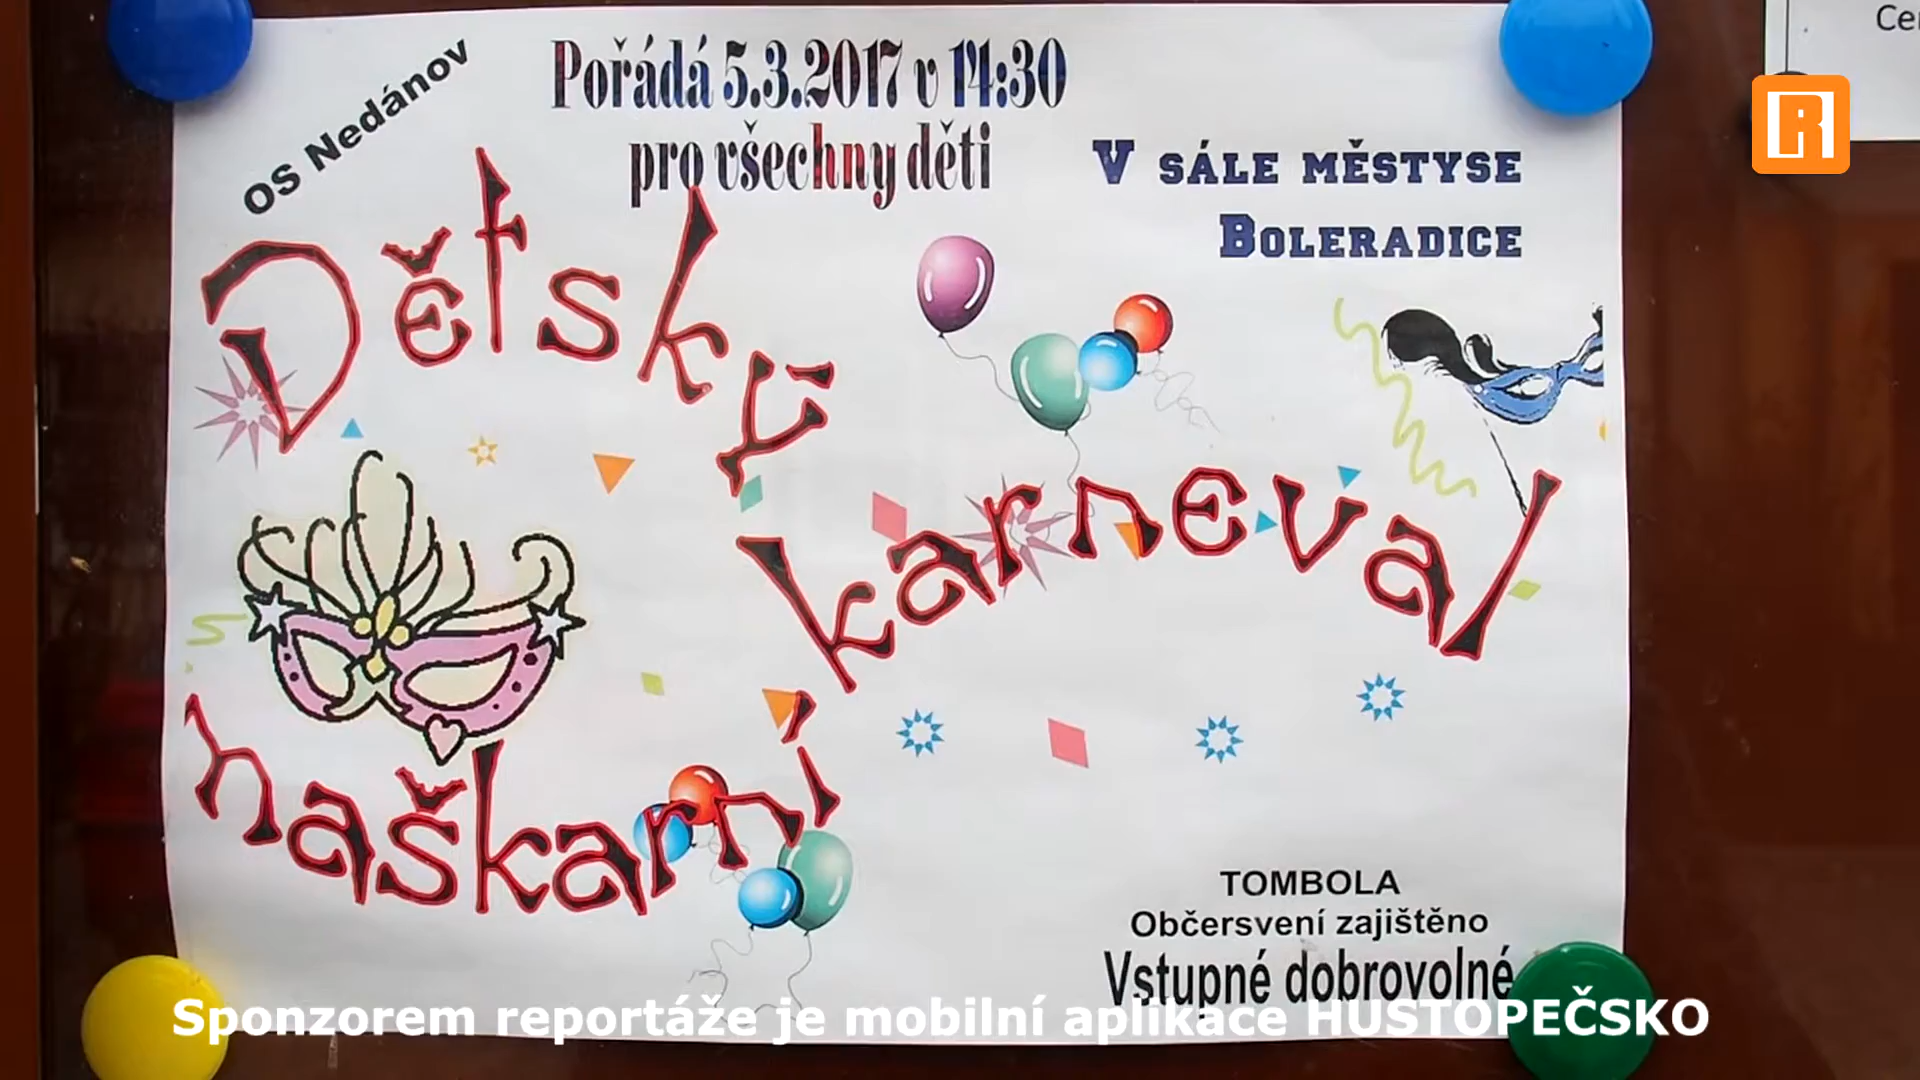 OS Nedánov
Pořádá 5.3.2017 v 14:30
pro všechny děti
V SÁLE MĚSTYSE
BOLERADICE
Dětský
karneval
maškarní
TOMBOLA
Občersvení zajištěno
Vstupné dobrovolné
Sponzorem reportáže je mobilní aplikace HUSTOPEČSKO
R